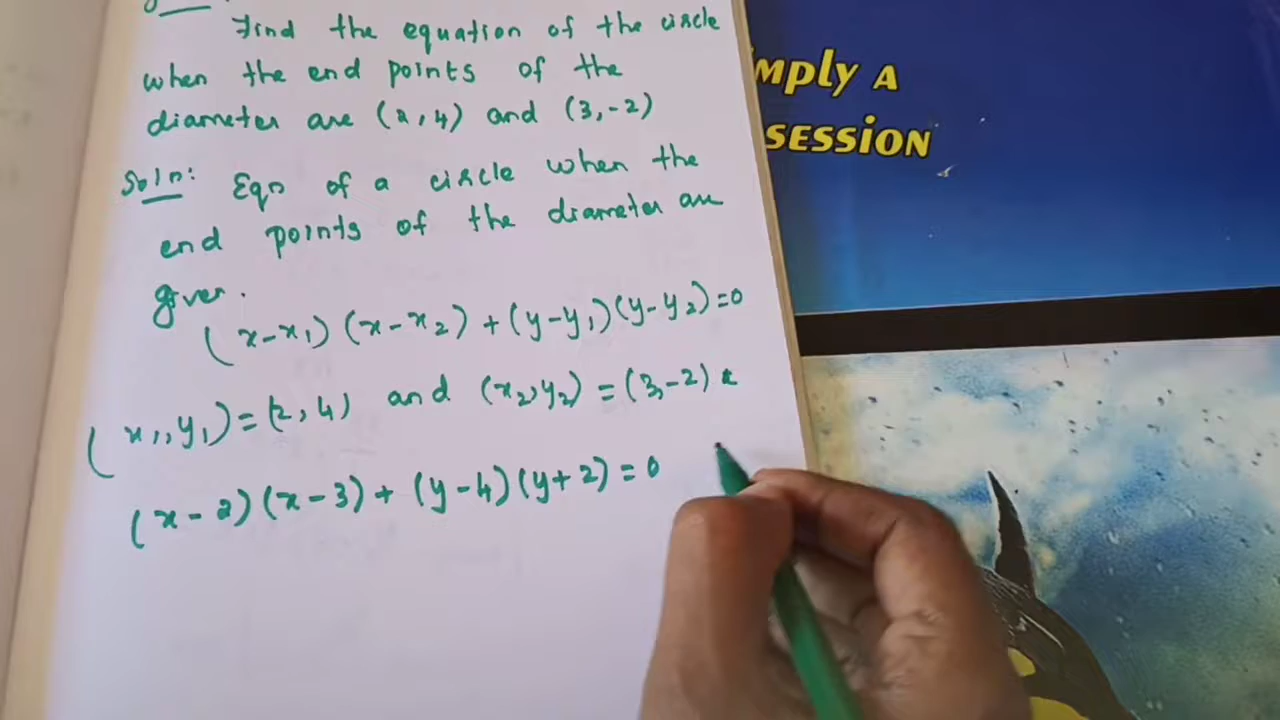 Find the equation of the circle
when the end points of the
diameter are (2,4) and (3,-2)
Soln: Eqn of a circle when the
end points of the diameter are
given.
(x-x₁)(x-x₂)+(y-y₁)(y-y₂)=0
(x₁,y₁)=(2,4) and (x₂,y₂)=(3,-2)
(x-2)(x-3)+(y-4)(y+2)=0
mply A
SESSION